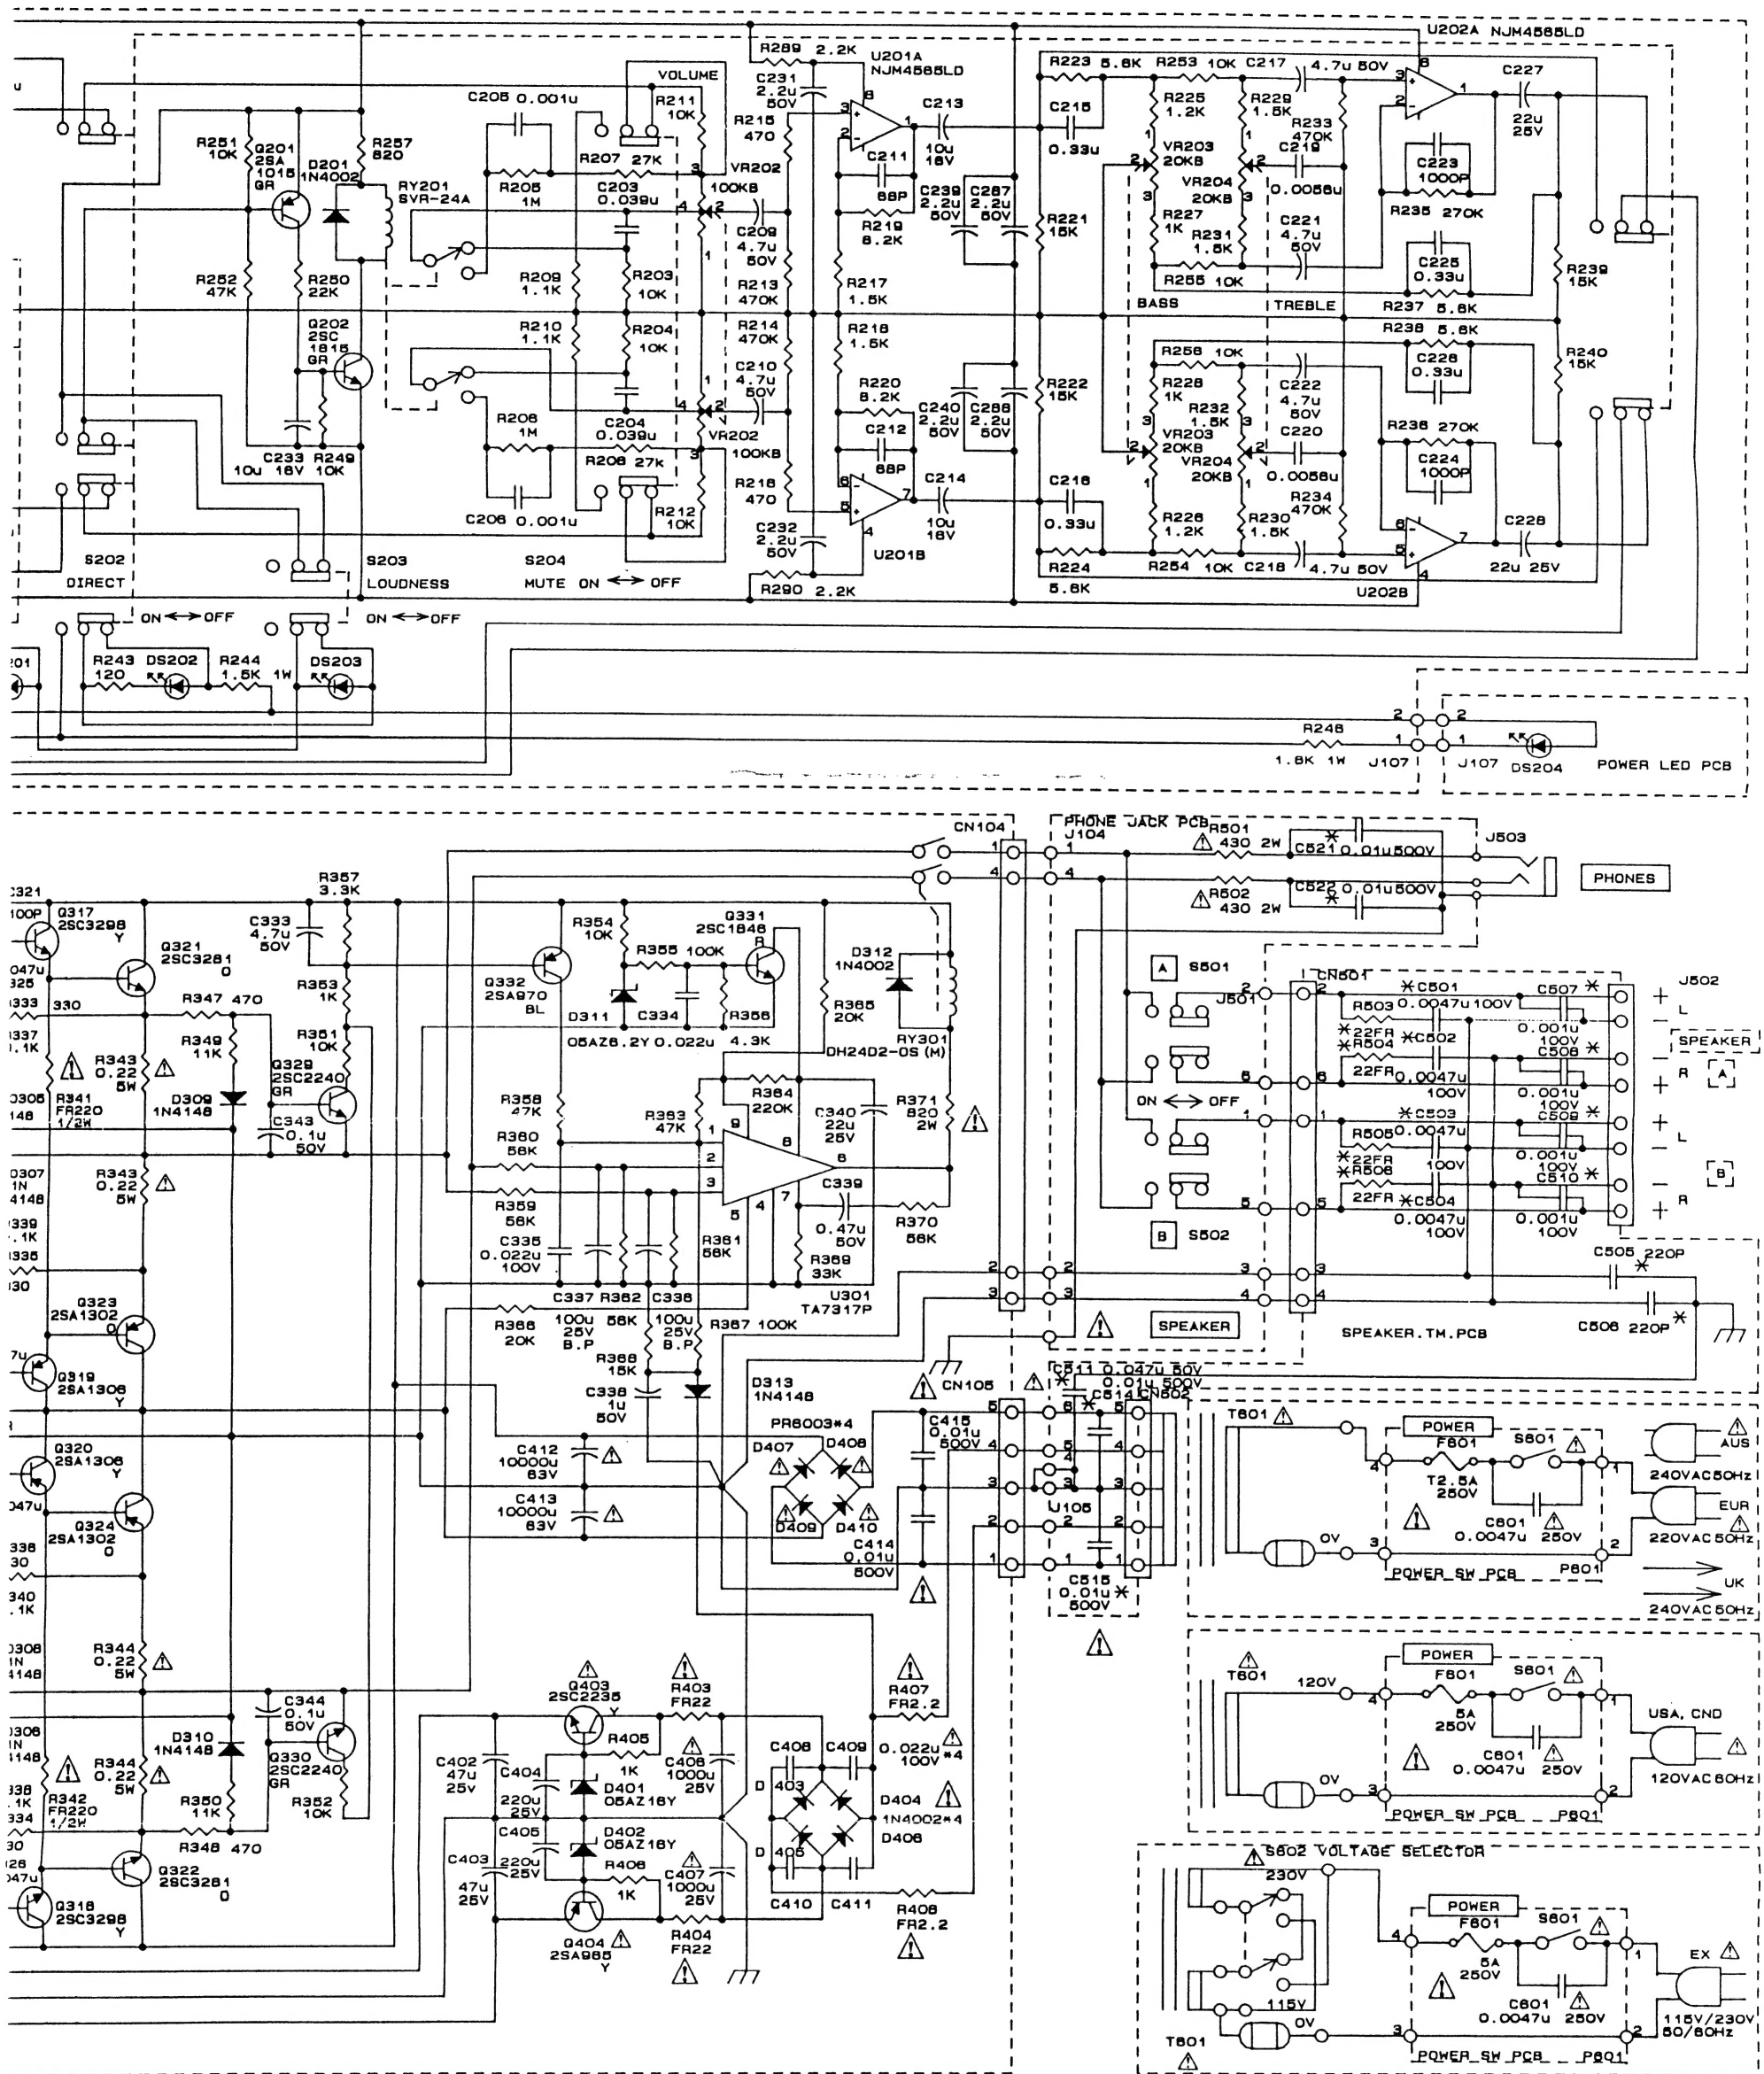 U202A NJM4565LD
R289 2.2K
U201A
NJM4565LD
VOLUME
C231
2.2u
50V
R223 5.6K R253 10K C217 4.7u 50V
C227
22u
25V
C205 0.001u
R211
10K
R215
470
C213
10u
16V
C215
0.33u
R225
1.2K
R229
1.5K
R233
470K
R251
10K
Q201
2SA
1015
GR
D201
1N4002
R257
820
RY201
SVR-24A
R207 27K
VR202
100KB
C211
68P
VR203
20KB
VR204
20KB
C219
0.0056u
C223
1000P
R205
1M
C203
0.039u
C239
2.2u
50V
C287
2.2u
50V
R235 270K
C209
4.7u
50V
R219
8.2K
R221
15K
R227
1K
R231
1.5K
C221
4.7u
50V
C225
0.33u
R252
47K
R250
22K
R209
1.1K
R203
10K
R213
470K
R217
1.5K
R255 10K
R239
15K
BASS
TREBLE
R237 5.6K
Q202
2SC
1815
GR
R210
1.1K
R204
10K
R214
470K
R218
1.5K
R238 5.6K
R256 10K
C226
0.33u
R240
15K
C210
4.7u
50V
R220
8.2K
R222
15K
R228
1K
R232
1.5K
C222
4.7u
50V
R206
1M
C204
0.039u
VR202
100KB
C212
68P
C240
2.2u
50V
C288
2.2u
50V
VR203
20KB
VR204
20KB
C220
0.0056u
R236 270K
C224
1000P
C233
10u 16V
R249
10K
R208 27K
R216
470
C214
10u
16V
C216
0.33u
R234
470K
C206 0.001u
R212
10K
C232
2.2u
50V
R226
1.2K
R230
1.5K
C228
22u 25V
U201B
S202
DIRECT
S203
LOUDNESS
S204
MUTE ON ↔ OFF
R290 2.2K
R224
5.6K
R254 10K C218 4.7u 50V
U202B
ON ↔ OFF
ON ↔ OFF
R243
120
DS202
R244
1.5K 1W
DS203
R246
1.8K 1W
J107
J107
DS204
POWER LED PCB
CN104
PHONE JACK PCB
J104
R501
430 2W
C521 0.01u500V
J503
R502
430 2W
C522 0.01u500V
PHONES
R357
3.3K
C333
4.7u
50V
Q317
2SC3298
Y
Q321
2SC3281
O
R354
10K
R355 100K
Q331
2SC1846
R
D312
1N4002
Q332
2SA970
BL
R353
1K
R347 470
R349
11K
R351
10K
D311
05AZ6.2Y
C334
0.022u
R356
4.3K
R365
20K
RY301
DH24D2-OS (M)
A S501
J501
CN501
C501
0.0047u 100V
C507
R503
22FR
J502
0.001u
100V
SPEAKER
R504
22FR
C502
0.0047u
100V
C508
0.001u
100V
A
ON ↔ OFF
C503
0.0047u
100V
R505
22FR
C509
0.001u
100V
R506
22FR
C504
0.0047u
100V
C510
0.001u
100V
B
B S502
R343
0.22
5W
R341
FR220
1/2W
D309
1N4148
Q329
2SC2240
GR
C343
0.1u
50V
R358
47K
R363
47K
R364
220K
C340
22u
25V
R371
820
2W
R360
56K
R359
56K
R343
0.22
5W
C335
0.022u
100V
R361
56K
C339
0.47u
50V
R370
56K
R369
33K
U301
TA7317P
C505 220P
C506 220P
SPEAKER
SPEAKER.TM.PCB
Q323
2SA1302
O
R366
20K
C337
100u
25V
B.P
R362
56K
C336
100u
25V
B.P
R367 100K
R368
15K
Q319
2SA1306
Y
C338
1u
50V
D313
1N4148
CN105
C511 0.047u 50V
0.01u 500V
C514 CN502
C415
0.01u
500V
PR6003*4
D407
D408
D409
D410
C412
10000u
63V
C413
10000u
63V
Q320
2SA1306
Y
Q324
2SA1302
O
C414
0.01u
500V
J105
C515
0.01u
500V
T601
POWER
F601
T2.5A
250V
S601
C601
0.0047u 250V
0V
POWER SW PCB
P601
AUS
240VAC50Hz
EUR
220VAC50Hz
UK
240VAC50Hz
T601
120V
POWER
F601
5A
250V
S601
C601
0.0047u 250V
0V
POWER SW PCB
P601
USA, CND
120VAC60Hz
R344
0.22
5W
C344
0.1u
50V
D310
1N4148
Q330
2SC2240
GR
R344
0.22
5W
R342
FR220
1/2W
R350
11K
R352
10K
R348 470
Q322
2SC3281
O
Q318
2SC3298
Y
Q403
2SC2235
Y
R403
FR22
R407
FR2.2
R405
1K
C402
47u
25V
C404
220u
25V
D401
05AZ16Y
C406
1000u
25V
C408
C409
0.022u
100V *4
D 403
D404
1N4002*4
D406
D 405
C405
220u
25V
D402
05AZ16Y
C403
47u
25V
R406
1K
C407
1000u
25V
C410
C411
R408
FR2.2
Q404
2SA965
Y
R404
FR22
S602 VOLTAGE SELECTOR
230V
115V
0V
T601
POWER
F601
5A
250V
S601
C601
0.0047u 250V
POWER SW PCB
P601
EX
115V/230V
50/60Hz